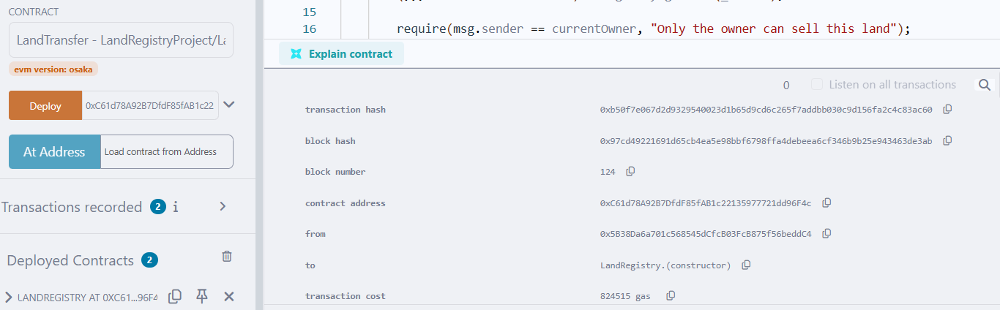 CONTRACT
LandTransfer - LandRegistryProject/La
evm version: osaka
Deploy 0xC61d78A92B7DfdF85fAB1c22
At Address Load contract from Address
Transactions recorded 2 i
Deployed Contracts 2
LANDREGISTRY AT 0XC61...96F4
15
16 require(msg.sender == currentOwner, "Only the owner can sell this land");
Explain contract
0 Listen on all transactions
transaction hash 0xb50f7e067d2d9329540023d1b65d9cd6c265f7addbb030c9d156fa2c4c83ac60
block hash 0x97cd49221691d65cb4ea5e98bbf6798ffa4debeea6cf346b9b25e943463de3ab
block number 124
contract address 0xC61d78A92B7DfdF85fAB1c22135977721dd96F4c
from 0x5B38Da6a701c568545dCfcB03FcB875f56beddC4
to LandRegistry.(constructor)
transaction cost 824515 gas